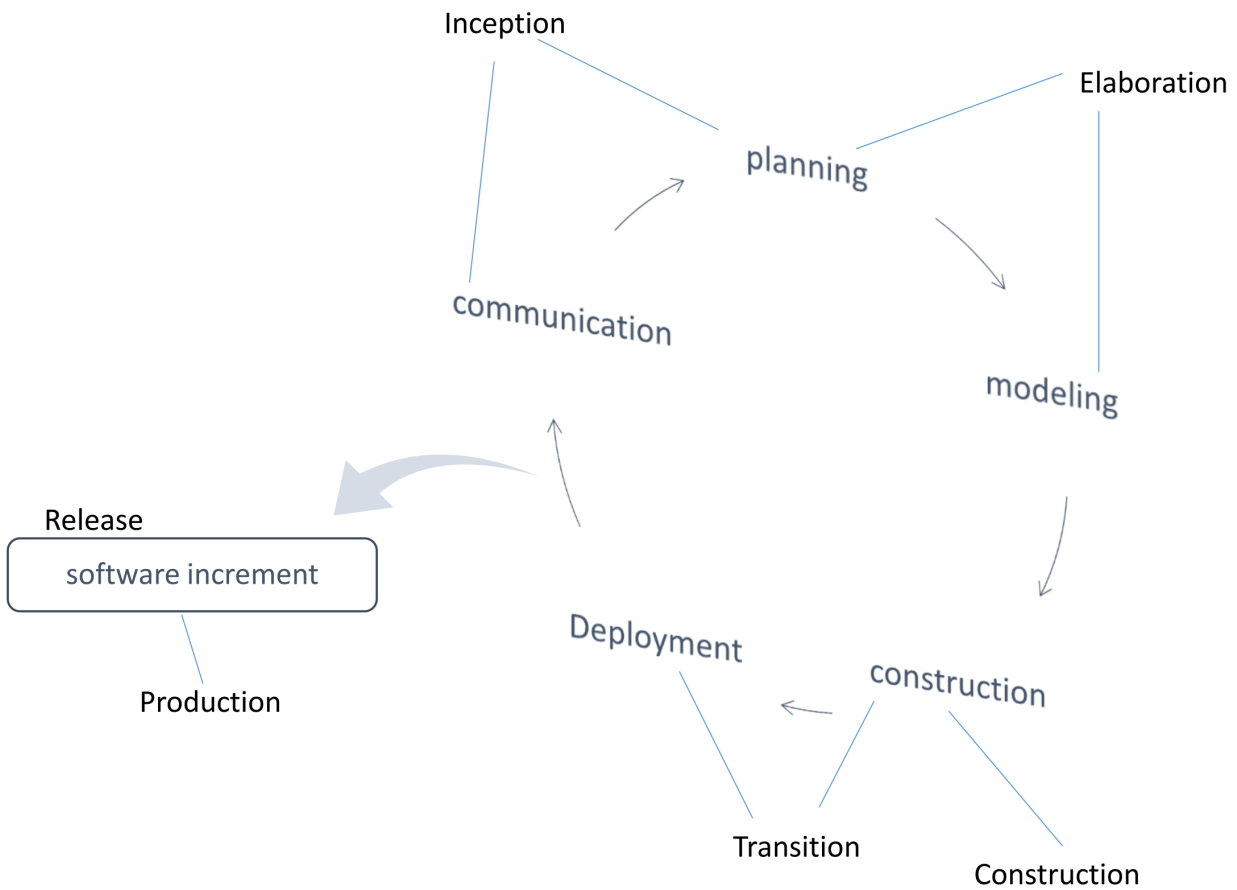 Inception
Elaboration
planning
communication
modeling
Release
software increment
Deployment
construction
Production
Transition
Construction